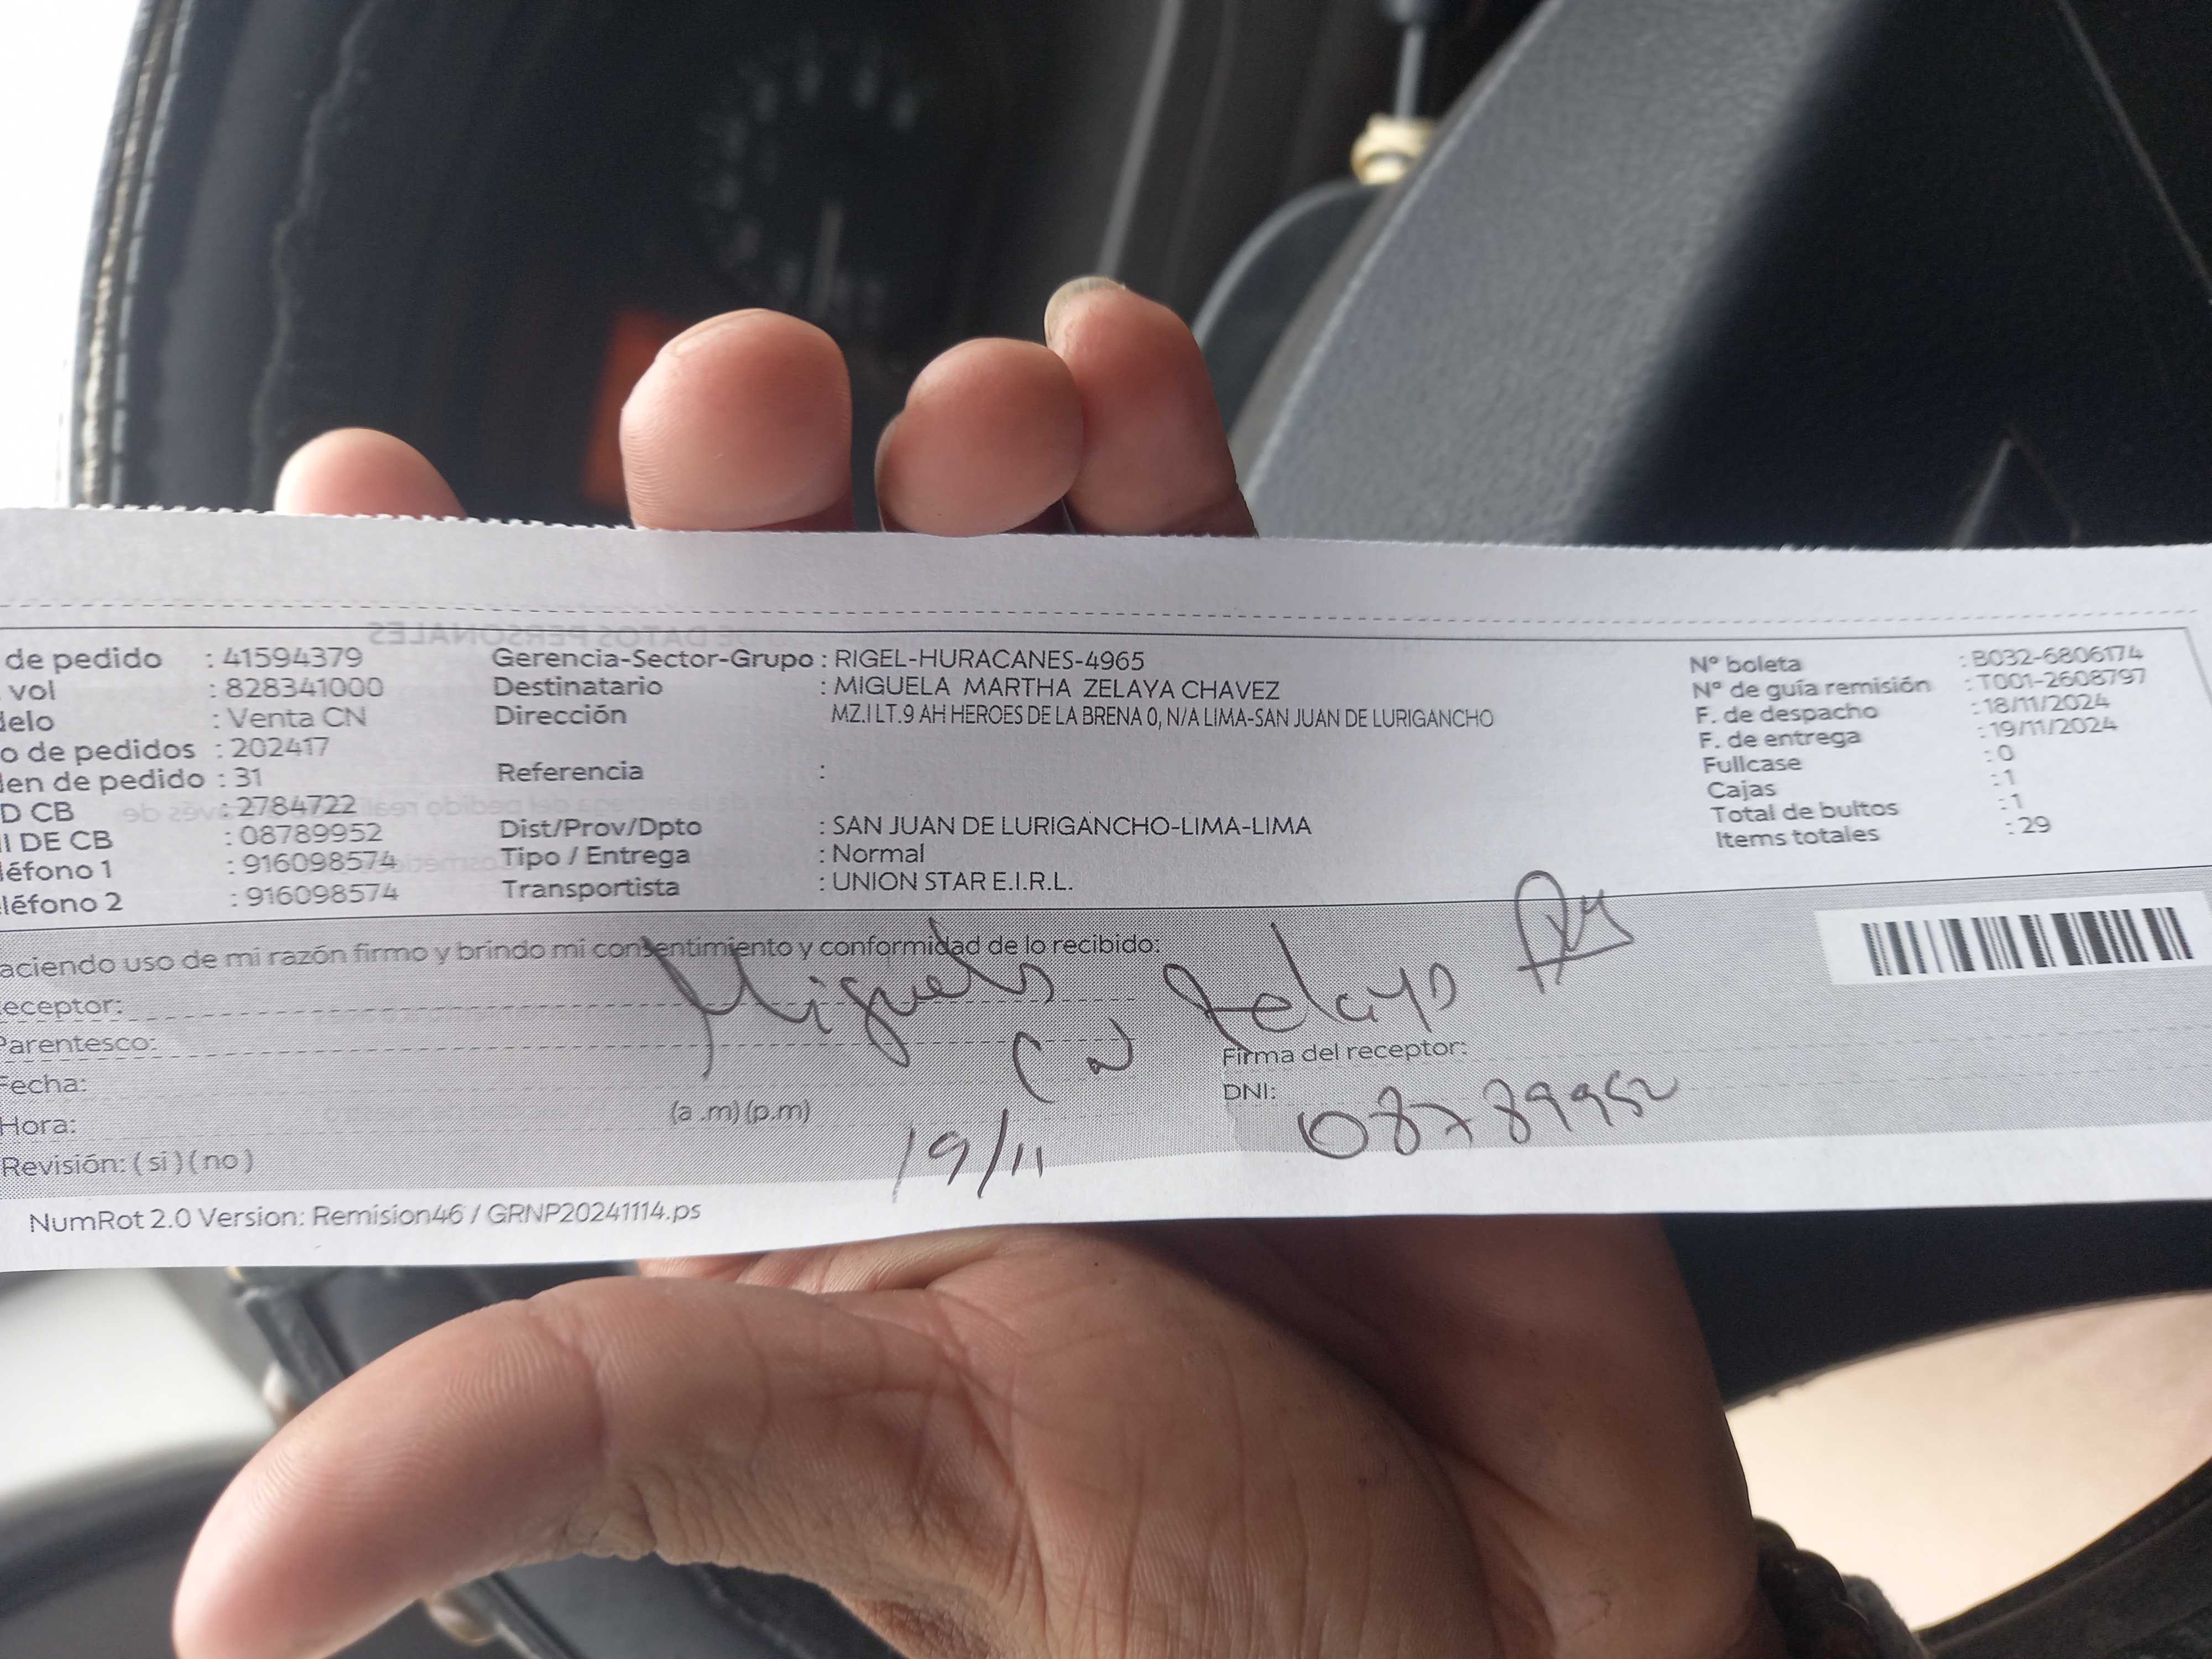 DE DATOS PERSONALES
de pedido : 41594379
vol : 828341000
delo : Venta CN
o de pedidos : 202417
den de pedido : 31
D CB : 2784722
I DE CB : 08789952
léfono 1 : 916098574
léfono 2 : 916098574
Gerencia-Sector-Grupo : RIGEL-HURACANES-4965
Destinatario : MIGUELA MARTHA ZELAYA CHAVEZ
Dirección MZ.I LT.9 AH HEROES DE LA BRENA 0, N/A LIMA-SAN JUAN DE LURIGANCHO
Referencia :
Dist/Prov/Dpto : SAN JUAN DE LURIGANCHO-LIMA-LIMA
Tipo / Entrega : Normal
Transportista : UNION STAR E.I.R.L.
N° boleta : B032-6806174
N° de guía remisión : T001-2608797
F. de despacho : 18/11/2024
F. de entrega : 19/11/2024
Fullcase : 0
Cajas : 1
Total de bultos : 1
Items totales : 29
aciendo uso de mi razón firmo y brindo mi consentimiento y conformidad de lo recibido:
eceptor: Miguela Zelaya
Parentesco:
Fecha: 19/11
Hora: (a .m) (p.m)
Revisión: ( si ) ( no )
Firma del receptor:
DNI: 08789952
NumRot 2.0 Version: Remision46 / GRNP20241114.ps